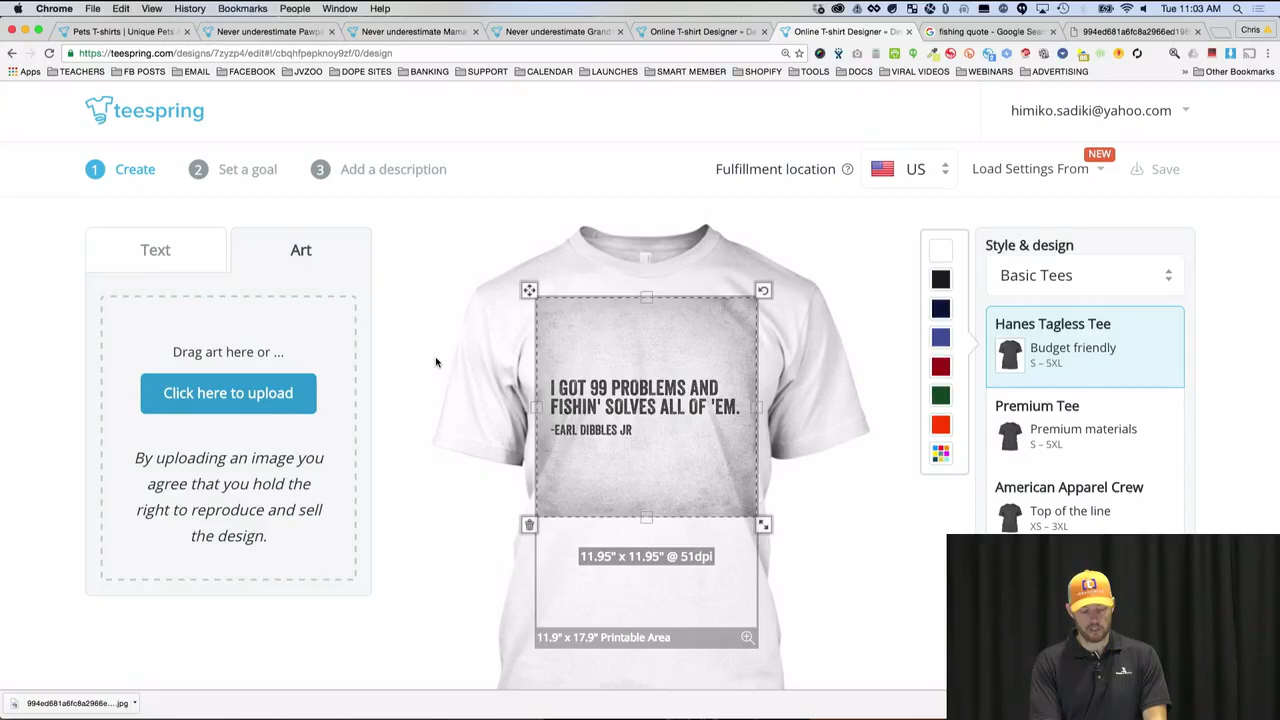 Chrome File Edit View History Bookmarks People Window Help Tue 11:03 AM
Pets T-shirts | Unique Pets Never underestimate Pawpa Never underestimate Mama Never underestimate Grand Online T-shirt Designer » De Online T-shirt Designer » De fishing quote - Google Sear 994ed681a6fc8a2966ed196 Chris
https://teespring.com/designs/7zyzp4/edit#!/cbqhfpepknoy9zf/0/design
Apps TEACHERS FB POSTS EMAIL FACEBOOK JVZOO DOPE SITES BANKING SUPPORT CALENDAR LAUNCHES SMART MEMBER SHOPIFY TOOLS DOCS VIRAL VIDEOS WEBINARS ADVERTISING » Other Bookmarks
teespring
himiko.sadiki@yahoo.com
1 Create 2 Set a goal 3 Add a description
Fulfillment location ? US
NEW
Load Settings From
Save
Text Art
Drag art here or ...
Click here to upload
By uploading an image you
agree that you hold the
right to reproduce and sell
the design.
I GOT 99 PROBLEMS AND
FISHIN' SOLVES ALL OF 'EM.
-EARL DIBBLES JR
11.95" x 11.95" @ 51dpi
11.9" x 17.9" Printable Area
Style & design
Basic Tees
Hanes Tagless Tee
Budget friendly
S – 5XL
Premium Tee
Premium materials
S – 5XL
American Apparel Crew
Top of the line
XS – 3XL
994ed681a6fc8a2966e....jpg